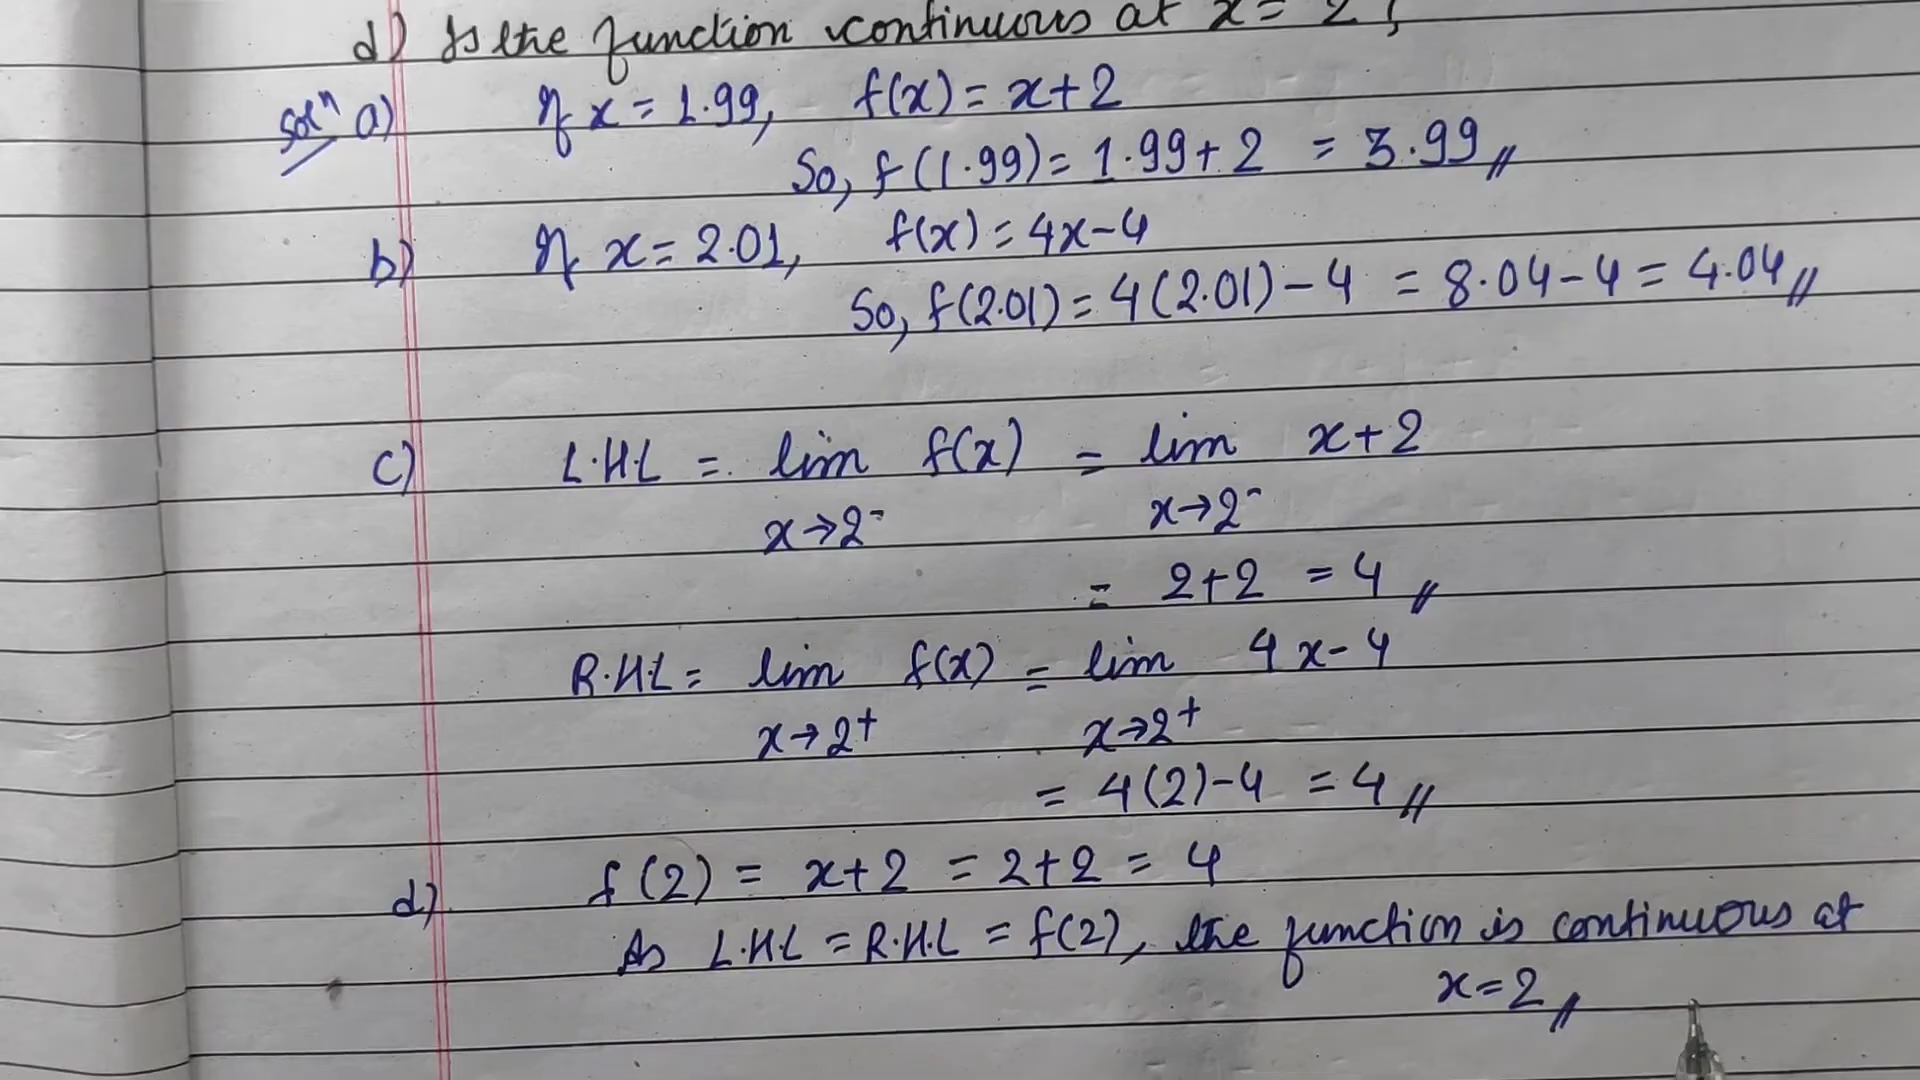 d) Is the function continuous at x = 2 ?
Solⁿ a) If x = 1.99, f(x) = x+2
So, f(1.99) = 1.99+2 = 3.99
b) If x = 2.01, f(x) = 4x-4
So, f(2.01) = 4(2.01)-4 = 8.04-4 = 4.04
c) L.H.L = lim f(x) = lim x+2
x→2⁻ x→2⁻
= 2+2 = 4
R.H.L = lim f(x) = lim 4x-4
x→2⁺ x→2⁺
= 4(2)-4 = 4
d) f(2) = x+2 = 2+2 = 4
As L.H.L = R.H.L = f(2), the function is continuous at
x=2